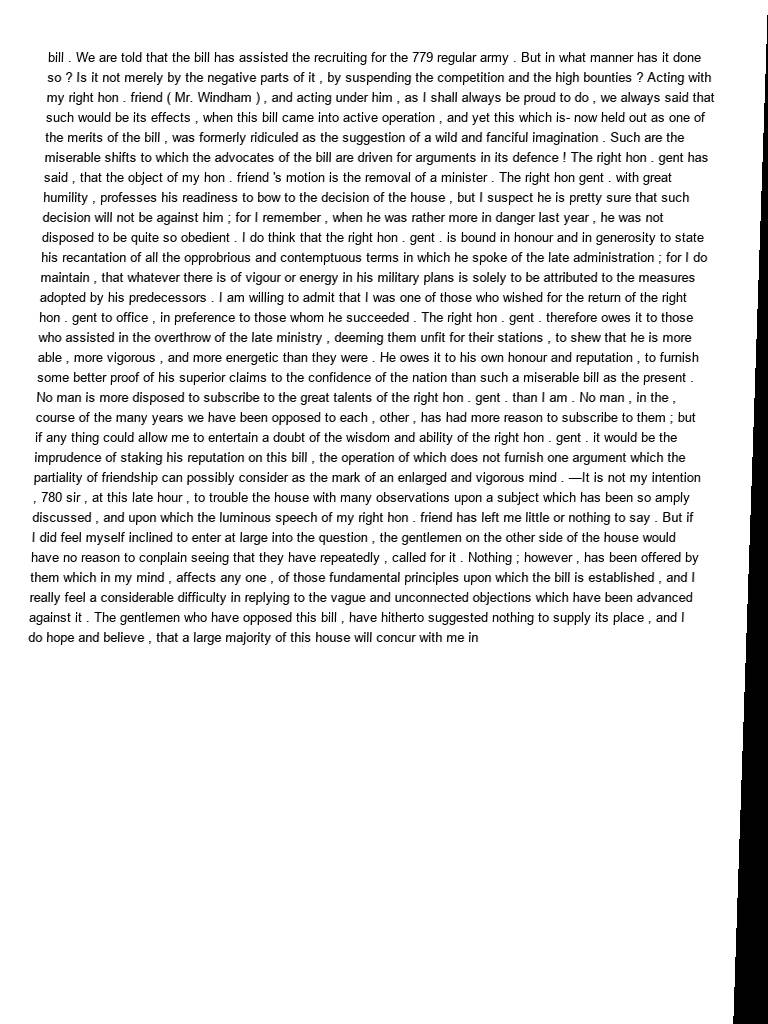 bill . We are told that the bill has assisted the recruiting for the 779 regular army . But in what manner has it done
so ? Is it not merely by the negative parts of it , by suspending the competition and the high bounties ? Acting with
my right hon . friend ( Mr. Windham ) , and acting under him , as I shall always be proud to do , we always said that
such would be its effects , when this bill came into active operation , and yet this which is- now held out as one of
the merits of the bill , was formerly ridiculed as the suggestion of a wild and fanciful imagination . Such are the
miserable shifts to which the advocates of the bill are driven for arguments in its defence ! The right hon . gent has
said , that the object of my hon . friend 's motion is the removal of a minister . The right hon gent . with great
humility , professes his readiness to bow to the decision of the house , but I suspect he is pretty sure that such
decision will not be against him ; for I remember , when he was rather more in danger last year , he was not
disposed to be quite so obedient . I do think that the right hon . gent . is bound in honour and in generosity to state
his recantation of all the opprobrious and contemptuous terms in which he spoke of the late administration ; for I do
maintain , that whatever there is of vigour or energy in his military plans is solely to be attributed to the measures
adopted by his predecessors . I am willing to admit that I was one of those who wished for the return of the right
hon . gent to office , in preference to those whom he succeeded . The right hon . gent . therefore owes it to those
who assisted in the overthrow of the late ministry , deeming them unfit for their stations , to shew that he is more
able , more vigorous , and more energetic than they were . He owes it to his own honour and reputation , to furnish
some better proof of his superior claims to the confidence of the nation than such a miserable bill as the present .
No man is more disposed to subscribe to the great talents of the right hon . gent . than I am . No man , in the ,
course of the many years we have been opposed to each , other , has had more reason to subscribe to them ; but
if any thing could allow me to entertain a doubt of the wisdom and ability of the right hon . gent . it would be the
imprudence of staking his reputation on this bill , the operation of which does not furnish one argument which the
partiality of friendship can possibly consider as the mark of an enlarged and vigorous mind . —It is not my intention
, 780 sir , at this late hour , to trouble the house with many observations upon a subject which has been so amply
discussed , and upon which the luminous speech of my right hon . friend has left me little or nothing to say . But if
I did feel myself inclined to enter at large into the question , the gentlemen on the other side of the house would
have no reason to conplain seeing that they have repeatedly , called for it . Nothing ; however , has been offered by
them which in my mind , affects any one , of those fundamental principles upon which the bill is established , and I
really feel a considerable difficulty in replying to the vague and unconnected objections which have been advanced
against it . The gentlemen who have opposed this bill , have hitherto suggested nothing to supply its place , and I
do hope and believe , that a large majority of this house will concur with me in